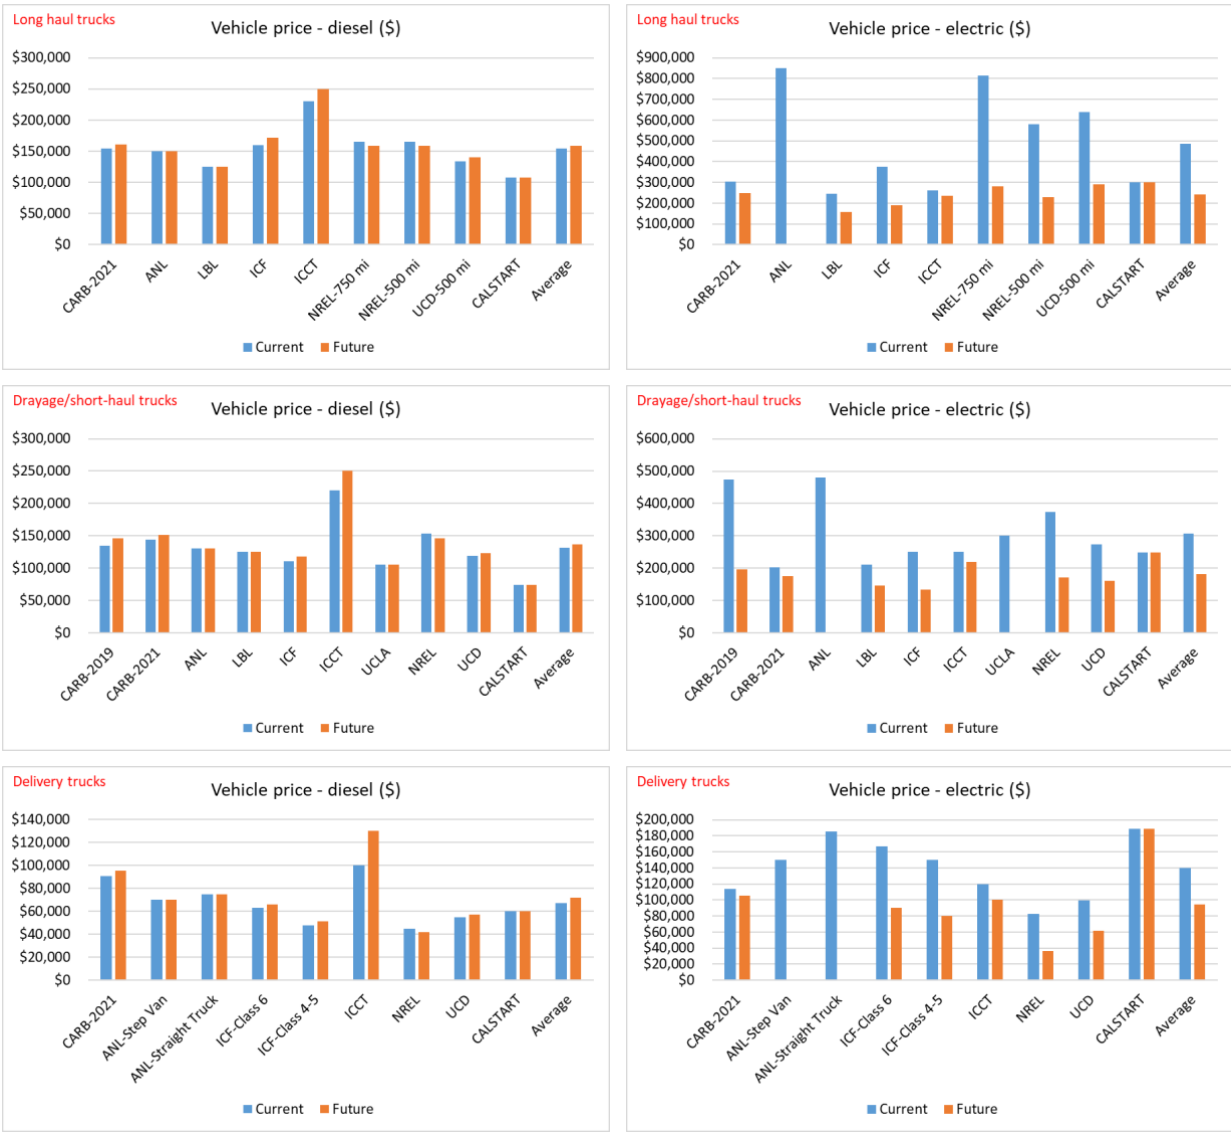 Long haul trucks
Vehicle price - diesel ($)
$300,000
$250,000
$200,000
$150,000
$100,000
$50,000
$0
CARB-2021
ANL
LBL
ICF
ICCT
NREL-750 mi
NREL-500 mi
UCD-500 mi
CALSTART
Average
Current
Future
Long haul trucks
Vehicle price - electric ($)
$900,000
$800,000
$700,000
$600,000
$500,000
$400,000
$300,000
$200,000
$100,000
$0
CARB-2021
ANL
LBL
ICF
ICCT
NREL-750 mi
NREL-500 mi
UCD-500 mi
CALSTART
Average
Current
Future
Drayage/short-haul trucks
Vehicle price - diesel ($)
$300,000
$250,000
$200,000
$150,000
$100,000
$50,000
$0
CARB-2019
CARB-2021
ANL
LBL
ICF
ICCT
UCLA
NREL
UCD
CALSTART
Average
Current
Future
Drayage/short-haul trucks
Vehicle price - electric ($)
$600,000
$500,000
$400,000
$300,000
$200,000
$100,000
$0
CARB-2019
CARB-2021
ANL
LBL
ICF
ICCT
UCLA
NREL
UCD
CALSTART
Average
Current
Future
Delivery trucks
Vehicle price - diesel ($)
$140,000
$120,000
$100,000
$80,000
$60,000
$40,000
$20,000
$0
CARB-2021
ANL-Step Van
ANL-Straight Truck
ICF-Class 6
ICF-Class 4-5
ICCT
NREL
UCD
CALSTART
Average
Current
Future
Delivery trucks
Vehicle price - electric ($)
$200,000
$180,000
$160,000
$140,000
$120,000
$100,000
$80,000
$60,000
$40,000
$20,000
$0
CARB-2021
ANL-Step Van
ANL-Straight Truck
ICF-Class 6
ICF-Class 4-5
ICCT
NREL
UCD
CALSTART
Average
Current
Future